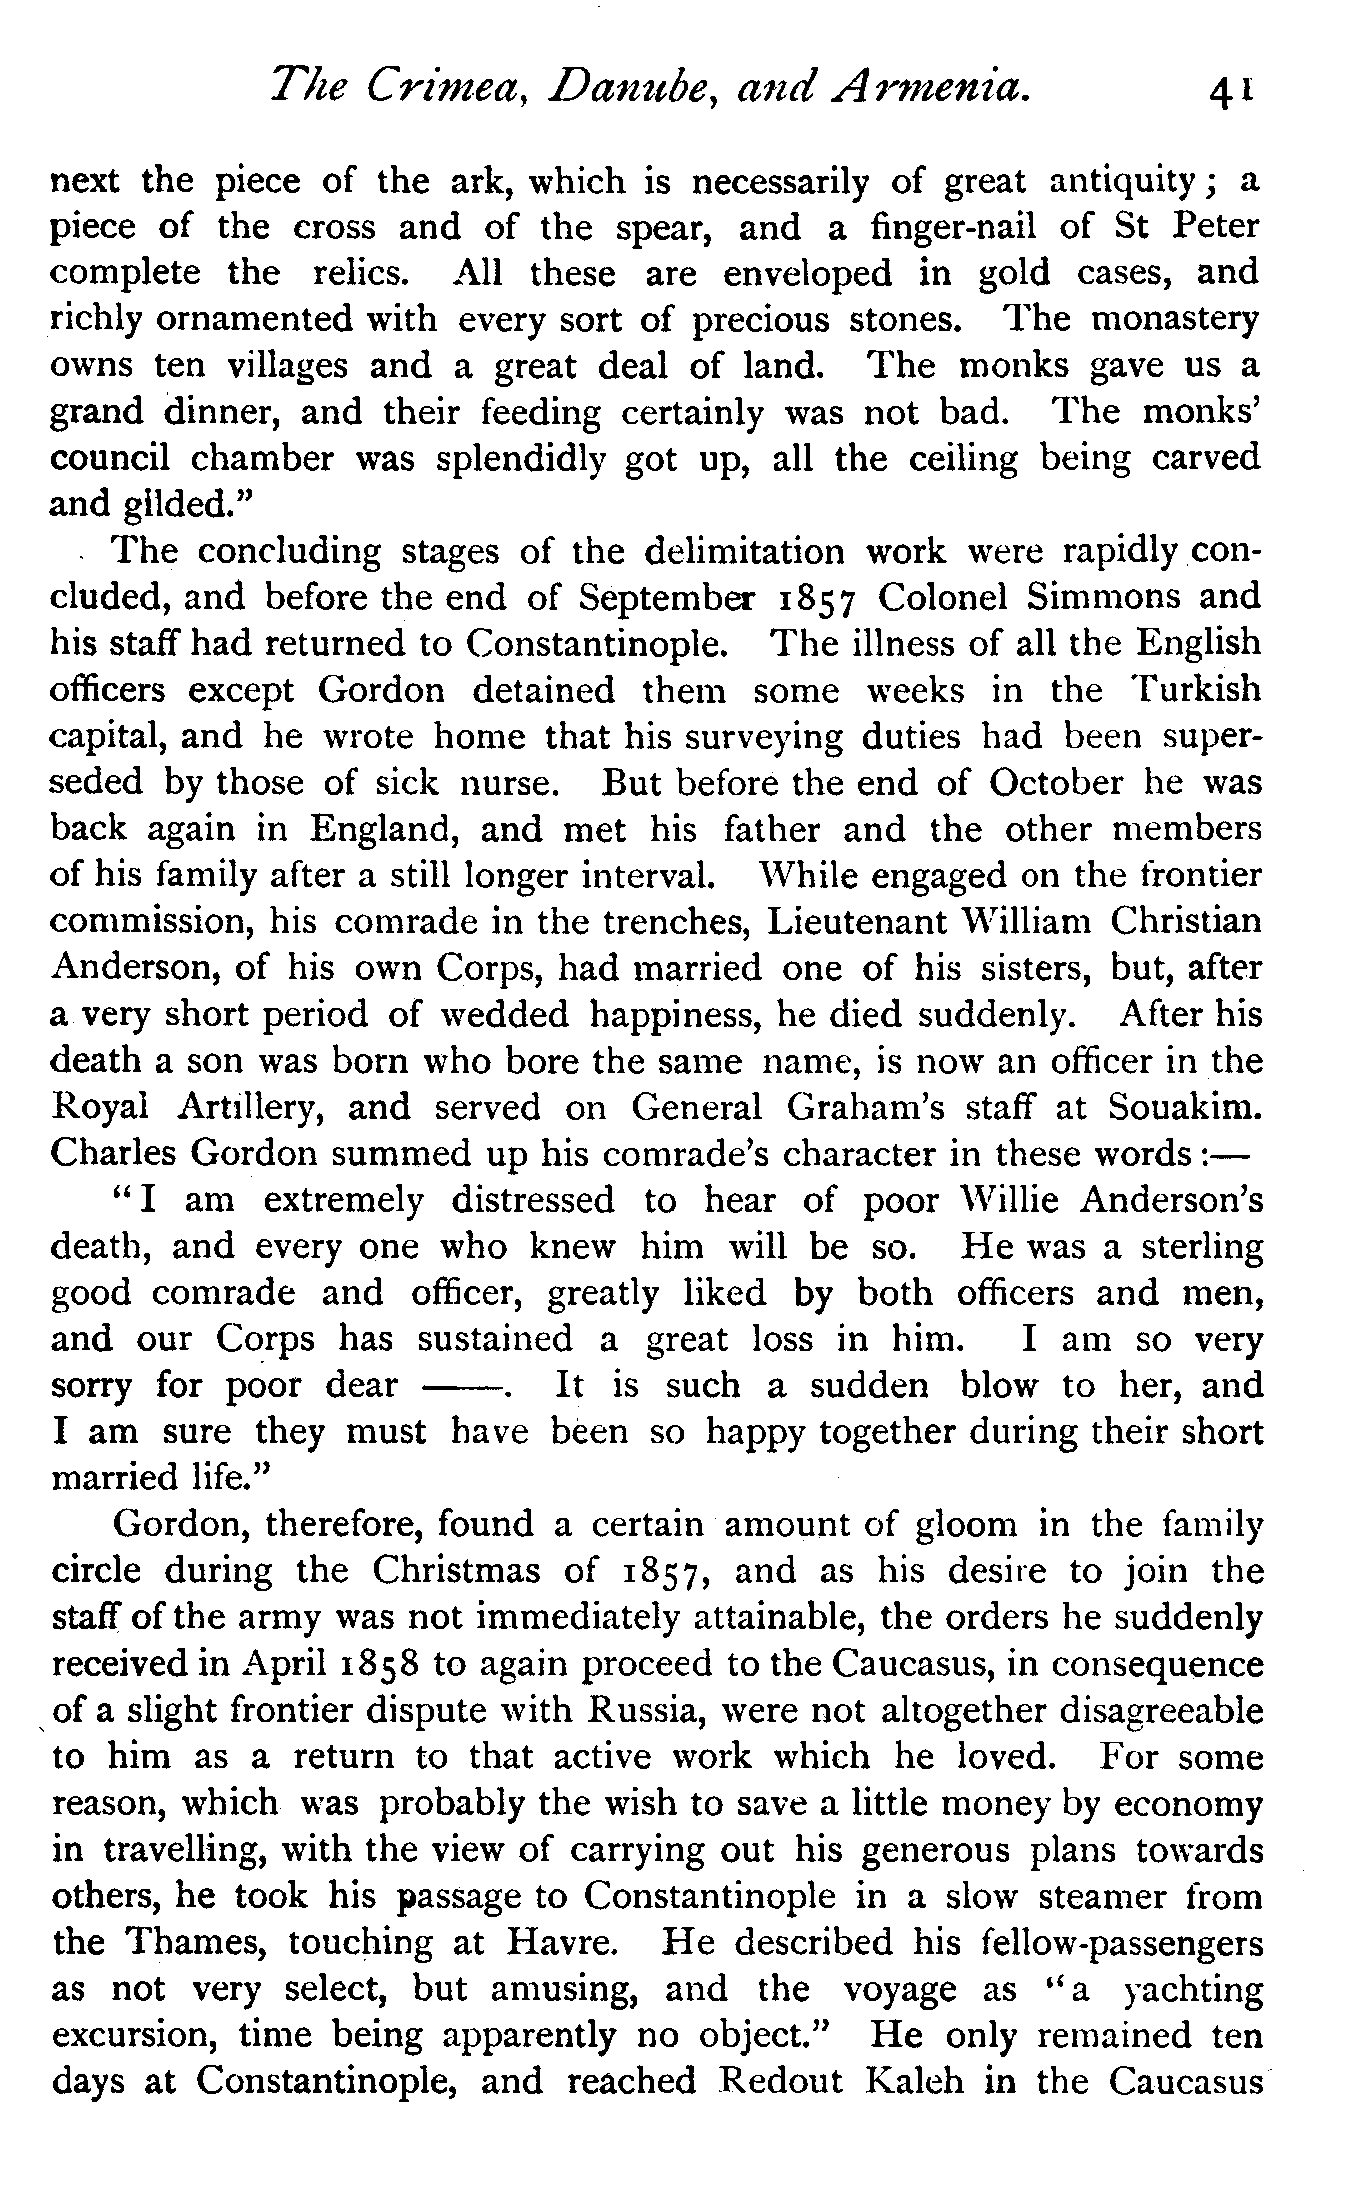 The Crimea, Danube, and Armenia. 41
next the piece of the ark, which is necessarily of great antiquity; a
piece of the cross and of the spear, and a finger-nail of St Peter
complete the relics. All these are enveloped in gold cases, and
richly ornamented with every sort of precious stones. The monastery
owns ten villages and a great deal of land. The monks gave us a
grand dinner, and their feeding certainly was not bad. The monks'
council chamber was splendidly got up, all the ceiling being carved
and gilded."
The concluding stages of the delimitation work were rapidly con-
cluded, and before the end of September 1857 Colonel Simmons and
his staff had returned to Constantinople. The illness of all the English
officers except Gordon detained them some weeks in the Turkish
capital, and he wrote home that his surveying duties had been super-
seded by those of sick nurse. But before the end of October he was
back again in England, and met his father and the other members
of his family after a still longer interval. While engaged on the frontier
commission, his comrade in the trenches, Lieutenant William Christian
Anderson, of his own Corps, had married one of his sisters, but, after
a very short period of wedded happiness, he died suddenly. After his
death a son was born who bore the same name, is now an officer in the
Royal Artillery, and served on General Graham's staff at Souakim.
Charles Gordon summed up his comrade's character in these words:—
"I am extremely distressed to hear of poor Willie Anderson's
death, and every one who knew him will be so. He was a sterling
good comrade and officer, greatly liked by both officers and men,
and our Corps has sustained a great loss in him. I am so very
sorry for poor dear ——. It is such a sudden blow to her, and
I am sure they must have been so happy together during their short
married life."
Gordon, therefore, found a certain amount of gloom in the family
circle during the Christmas of 1857, and as his desire to join the
staff of the army was not immediately attainable, the orders he suddenly
received in April 1858 to again proceed to the Caucasus, in consequence
of a slight frontier dispute with Russia, were not altogether disagreeable
to him as a return to that active work which he loved. For some
reason, which was probably the wish to save a little money by economy
in travelling, with the view of carrying out his generous plans towards
others, he took his passage to Constantinople in a slow steamer from
the Thames, touching at Havre. He described his fellow-passengers
as not very select, but amusing, and the voyage as "a yachting
excursion, time being apparently no object." He only remained ten
days at Constantinople, and reached Redout Kaleh in the Caucasus